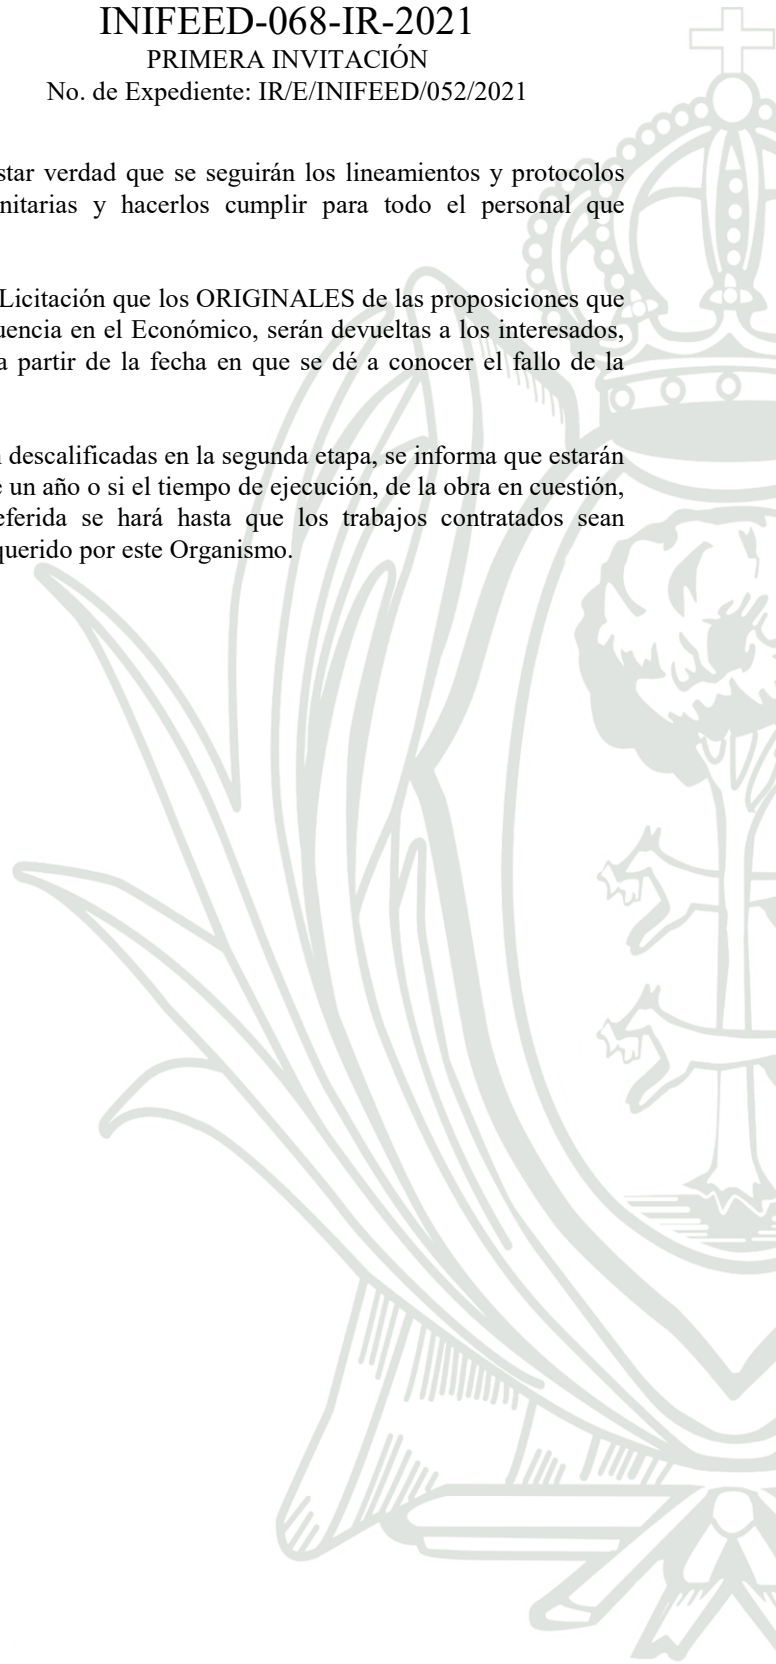 INIFEED-068-IR-2021
PRIMERA INVITACIÓN
No. de Expediente: IR/E/INIFEED/052/2021
star verdad que se seguirán los lineamientos y protocolos
nitarias y hacerlos cumplir para todo el personal que
Licitación que los ORIGINALES de las proposiciones que
uencia en el Económico, serán devueltas a los interesados,
a partir de la fecha en que se dé a conocer el fallo de la
descalificadas en la segunda etapa, se informa que estarán
e un año o si el tiempo de ejecución, de la obra en cuestión,
eferida se hará hasta que los trabajos contratados sean
querido por este Organismo.